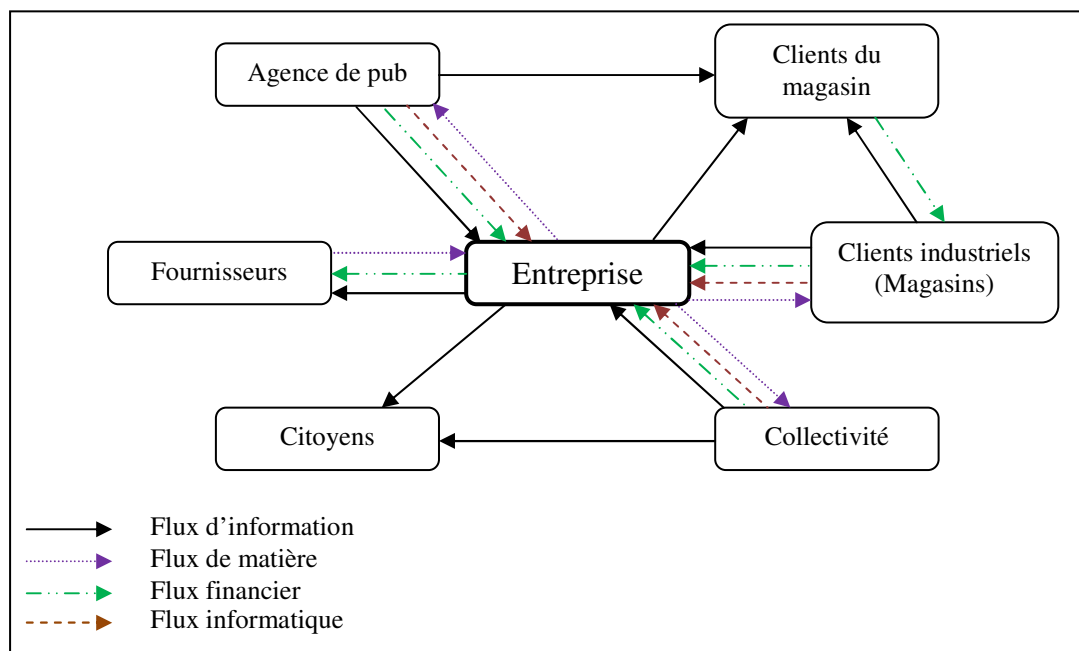 Agence de pub
Clients du
magasin
Fournisseurs
Entreprise
Clients industriels
(Magasins)
Citoyens
Collectivité
Flux d’information
Flux de matière
Flux financier
Flux informatique